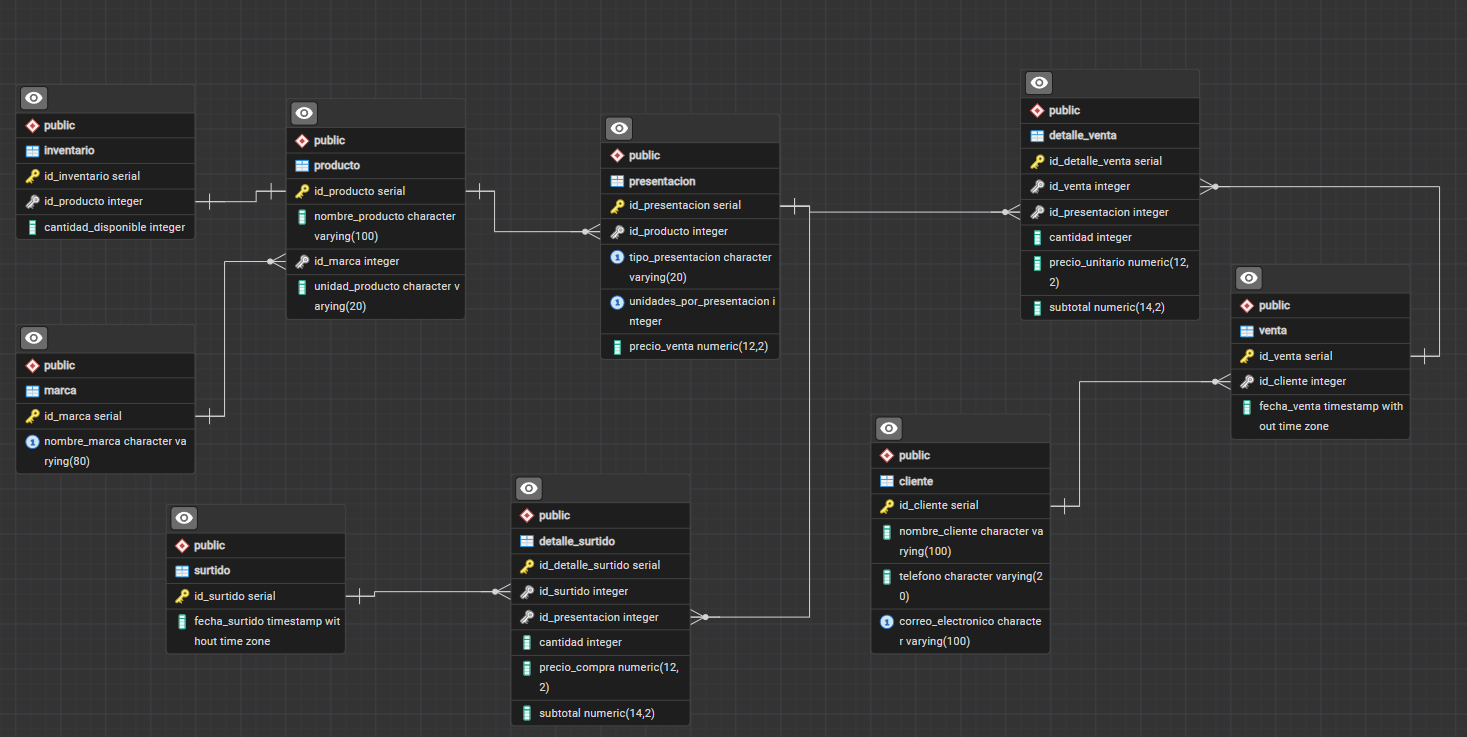 public
inventario
id_inventario serial
id_producto integer
cantidad_disponible integer
public
producto
id_producto serial
nombre_producto character
varying(100)
id_marca integer
unidad_producto character v
arying(20)
public
presentacion
id_presentacion serial
id_producto integer
1 tipo_presentacion character
varying(20)
1 unidades_por_presentacion i
nteger
precio_venta numeric(12,2)
public
detalle_venta
id_detalle_venta serial
id_venta integer
id_presentacion integer
cantidad integer
precio_unitario numeric(12,
2)
subtotal numeric(14,2)
public
venta
id_venta serial
id_cliente integer
fecha_venta timestamp with
out time zone
public
marca
id_marca serial
1 nombre_marca character va
rying(80)
public
cliente
id_cliente serial
nombre_cliente character va
rying(100)
telefono character varying(2
0)
1 correo_electronico characte
r varying(100)
public
surtido
id_surtido serial
fecha_surtido timestamp wit
hout time zone
public
detalle_surtido
id_detalle_surtido serial
id_surtido integer
id_presentacion integer
cantidad integer
precio_compra numeric(12,
2)
subtotal numeric(14,2)